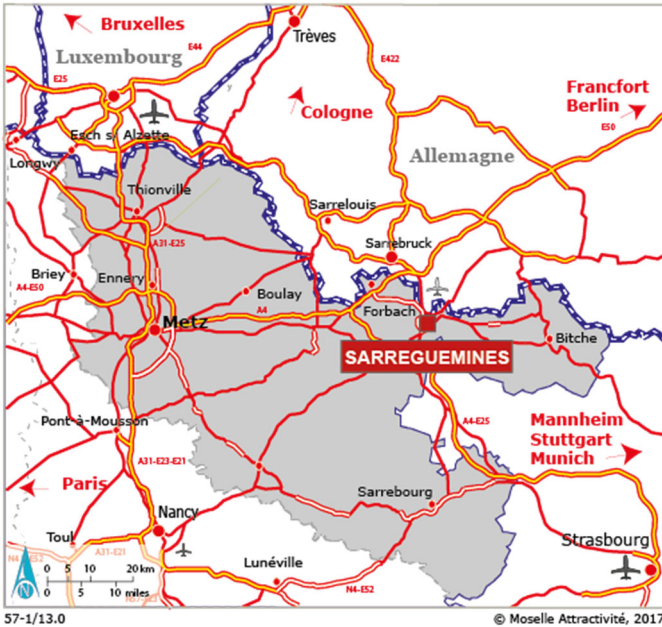 Bruxelles
Luxembourg
E44
Trèves
E422
E25
Cologne
Francfort
Berlin
E50
Esch s/ Alzette
Longwy
Allemagne
Thionville
Sarrelouis
A31-E25
Sarrebruck
Briey
Ennery
A4-E50
Boulay
Forbach
A4
Metz
Bitche
SARREGUEMINES
Pont-à-Mousson
A4-E25
Mannheim
Stuttgart
Munich
A31-E23-E21
Paris
Sarrebourg
Nancy
Toul
A31-E21
N4-E52
Strasbourg
Lunéville
N4-E52
N
0 5 10 20 km
0 5 10 miles
57-1/13.0
© Moselle Attractivité, 2017